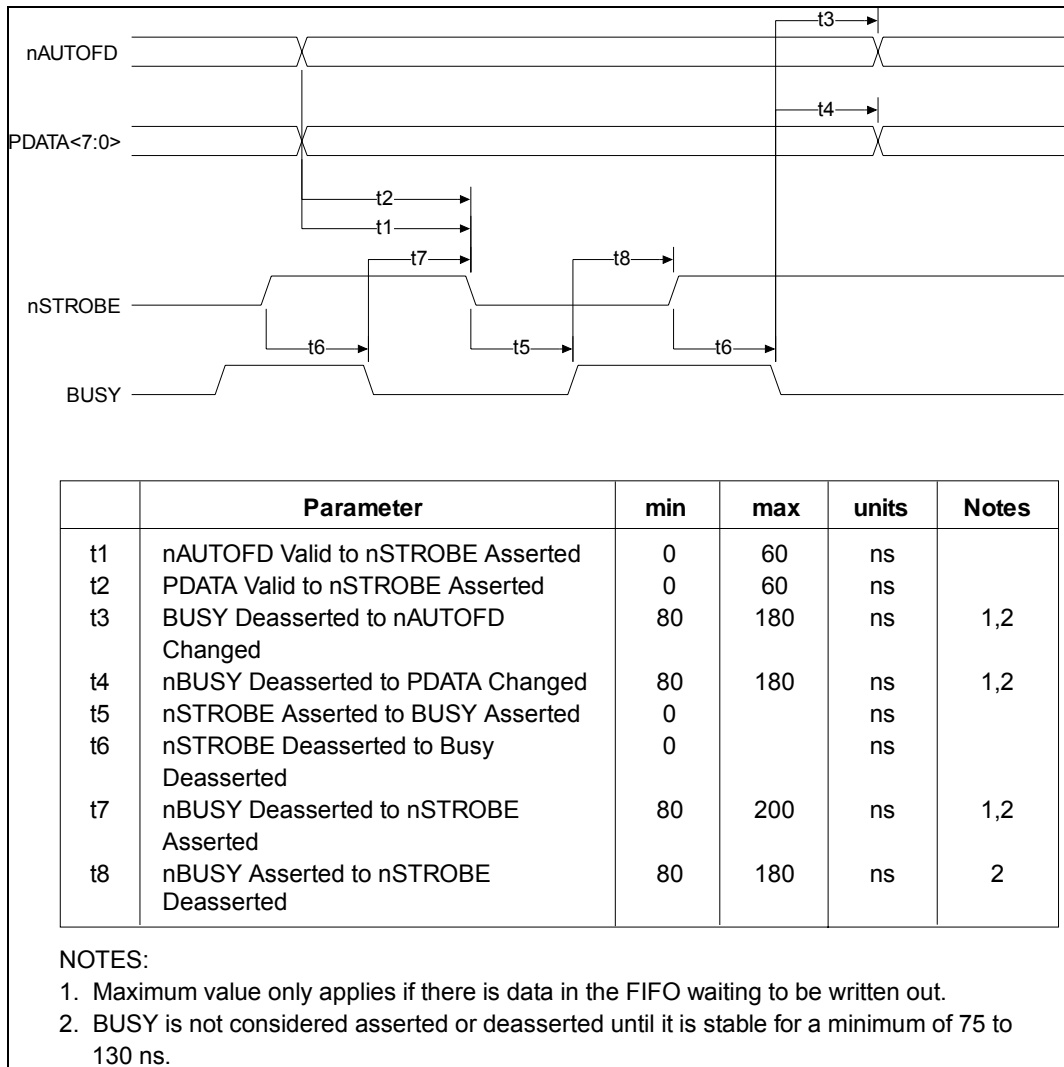 t3
nAUTOFD
t4
PDATA<7:0>
t2
t1
t7
t8
nSTROBE
t6
t5
t6
BUSY
Parameter min max units Notes
t1 nAUTOFD Valid to nSTROBE Asserted 0 60 ns
t2 PDATA Valid to nSTROBE Asserted 0 60 ns
t3 BUSY Deasserted to nAUTOFD 80 180 ns 1,2
Changed
t4 nBUSY Deasserted to PDATA Changed 80 180 ns 1,2
t5 nSTROBE Asserted to BUSY Asserted 0 ns
t6 nSTROBE Deasserted to Busy 0 ns
Deasserted
t7 nBUSY Deasserted to nSTROBE 80 200 ns 1,2
Asserted
t8 nBUSY Asserted to nSTROBE 80 180 ns 2
Deasserted
NOTES:
1. Maximum value only applies if there is data in the FIFO waiting to be written out.
2. BUSY is not considered asserted or deasserted until it is stable for a minimum of 75 to
130 ns.